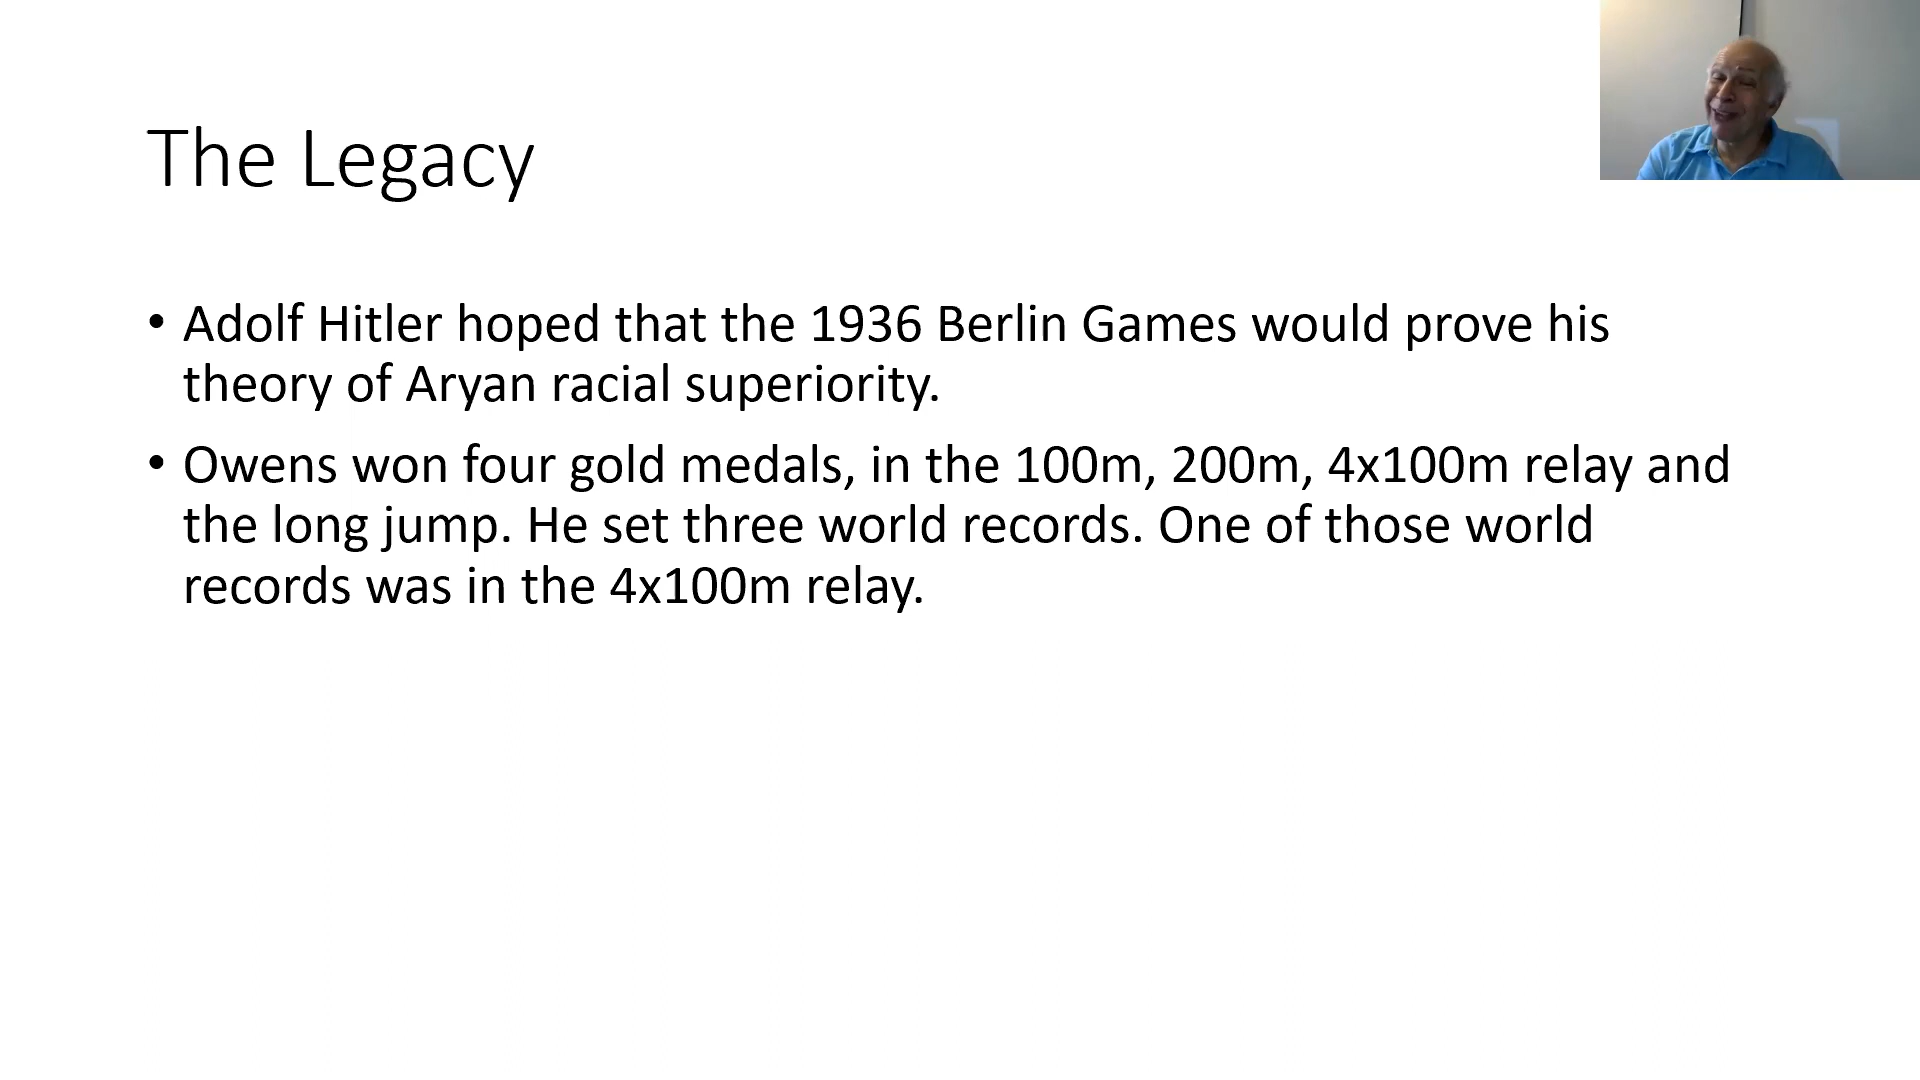 The Legacy
• Adolf Hitler hoped that the 1936 Berlin Games would prove his
theory of Aryan racial superiority.
• Owens won four gold medals, in the 100m, 200m, 4x100m relay and
the long jump. He set three world records. One of those world
records was in the 4x100m relay.